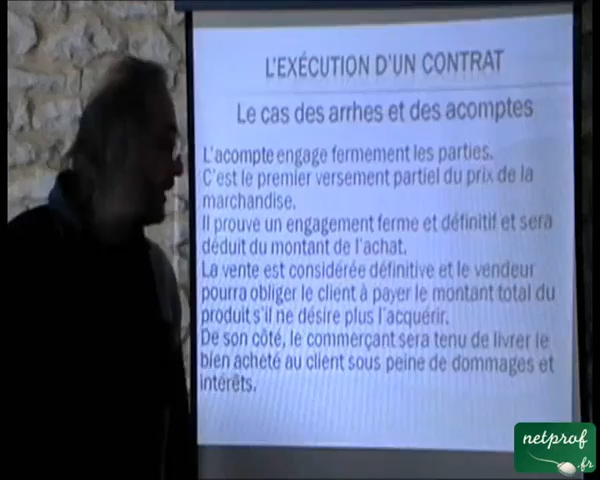 L'EXÉCUTION D'UN CONTRAT
Le cas des arrhes et des acomptes
L'acompte engage fermement les parties.
C'est le premier versement partiel du prix de la
marchandise.
Il prouve un engagement ferme et définitif et sera
déduit du montant de l'achat.
La vente est considérée définitive et le vendeur
pourra obliger le client à payer le montant total du
produit s'il ne désire plus l'acquérir.
De son côté, le commerçant sera tenu de livrer le
bien acheté au client sous peine de dommages et
intérêts.
netprof
.fr